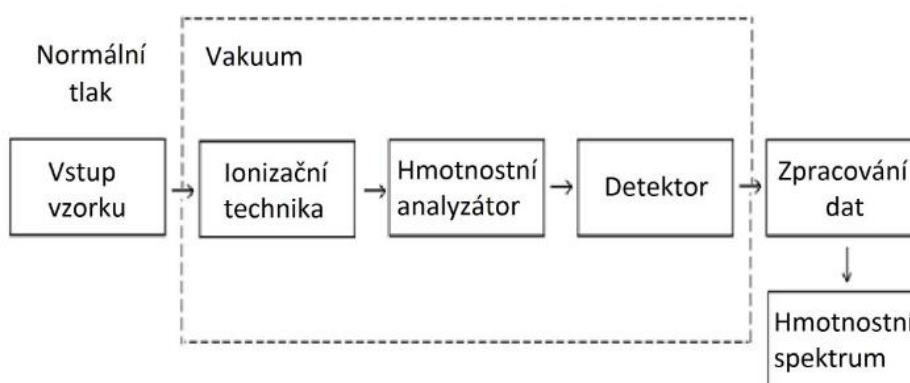 Normální
tlak
Vakuum
Vstup
vzorku
Ionizační
technika
Hmotnostní
analyzátor
Detektor
Zpracování
dat
Hmotnostní
spektrum